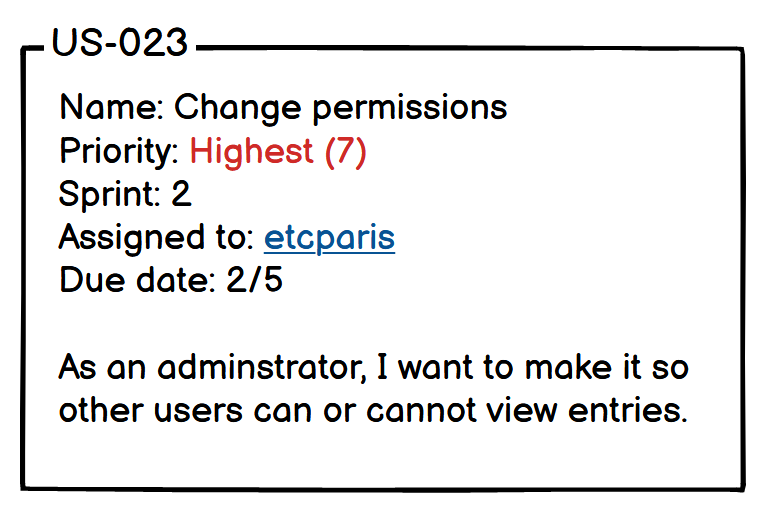 US-023
Name: Change permissions
Priority: Highest (7)
Sprint: 2
Assigned to: etcparis
Due date: 2/5
As an adminstrator, I want to make it so
other users can or cannot view entries.